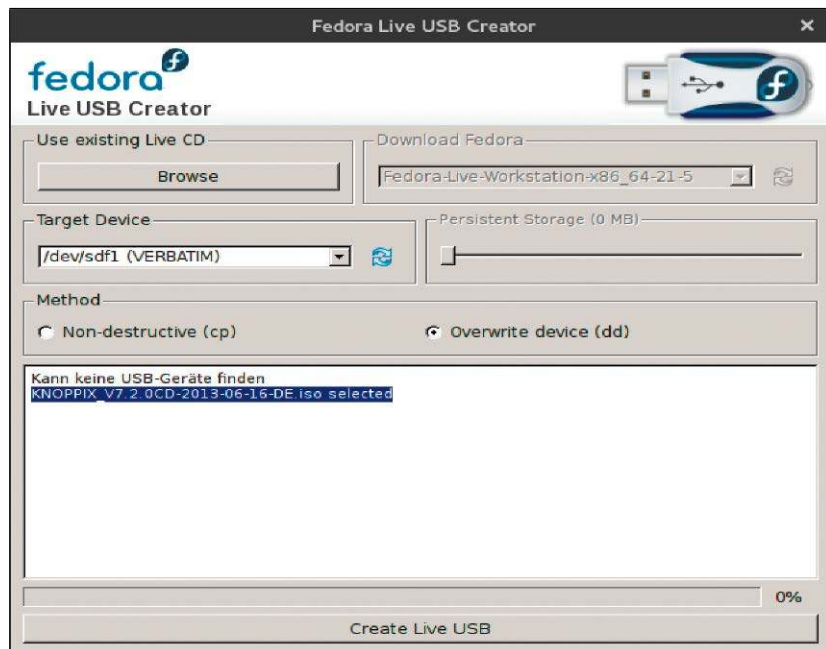 Fedora Live USB Creator
fedora
Live USB Creator
Use existing Live CD
Browse
Download Fedora
Fedora-Live-Workstation-x86_64-21-5
Target Device
/dev/sdf1 (VERBATIM)
Persistent Storage (0 MB)
Method
Non-destructive (cp)
Overwrite device (dd)
Kann keine USB-Geräte finden
KNOPPIX_V7.2.0CD-2013-06-16-DE.iso selected
0%
Create Live USB